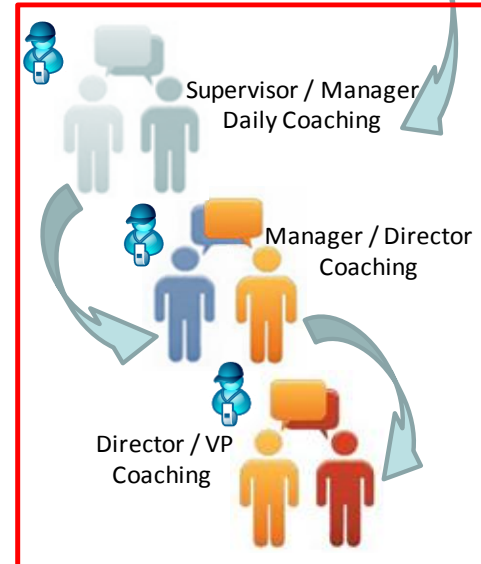 Supervisor / Manager
Daily Coaching
Manager / Director
Coaching
Director / VP
Coaching